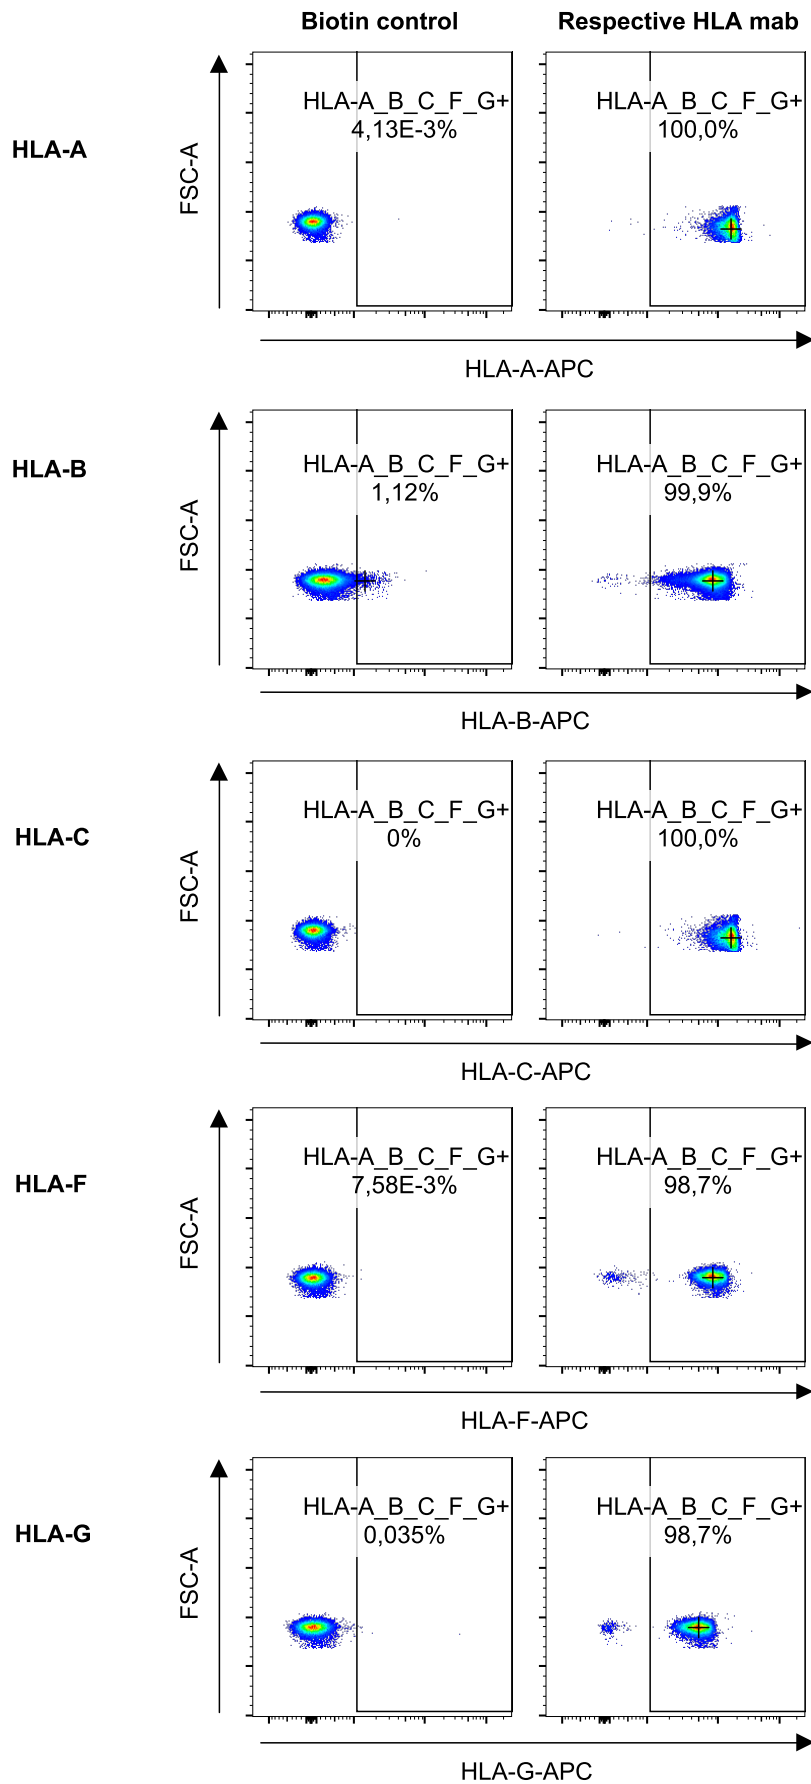 Biotin control
Respective HLA mab
HLA-A
FSC-A
HLA-A_B_C_F_G+
4,13E-3%
HLA-A_B_C_F_G+
100,0%
HLA-A-APC
HLA-B
FSC-A
HLA-A_B_C_F_G+
1,12%
HLA-A_B_C_F_G+
99,9%
HLA-B-APC
HLA-C
FSC-A
HLA-A_B_C_F_G+
0%
HLA-A_B_C_F_G+
100,0%
HLA-C-APC
HLA-F
FSC-A
HLA-A_B_C_F_G+
7,58E-3%
HLA-A_B_C_F_G+
98,7%
HLA-F-APC
HLA-G
FSC-A
HLA-A_B_C_F_G+
0,035%
HLA-A_B_C_F_G+
98,7%
HLA-G-APC